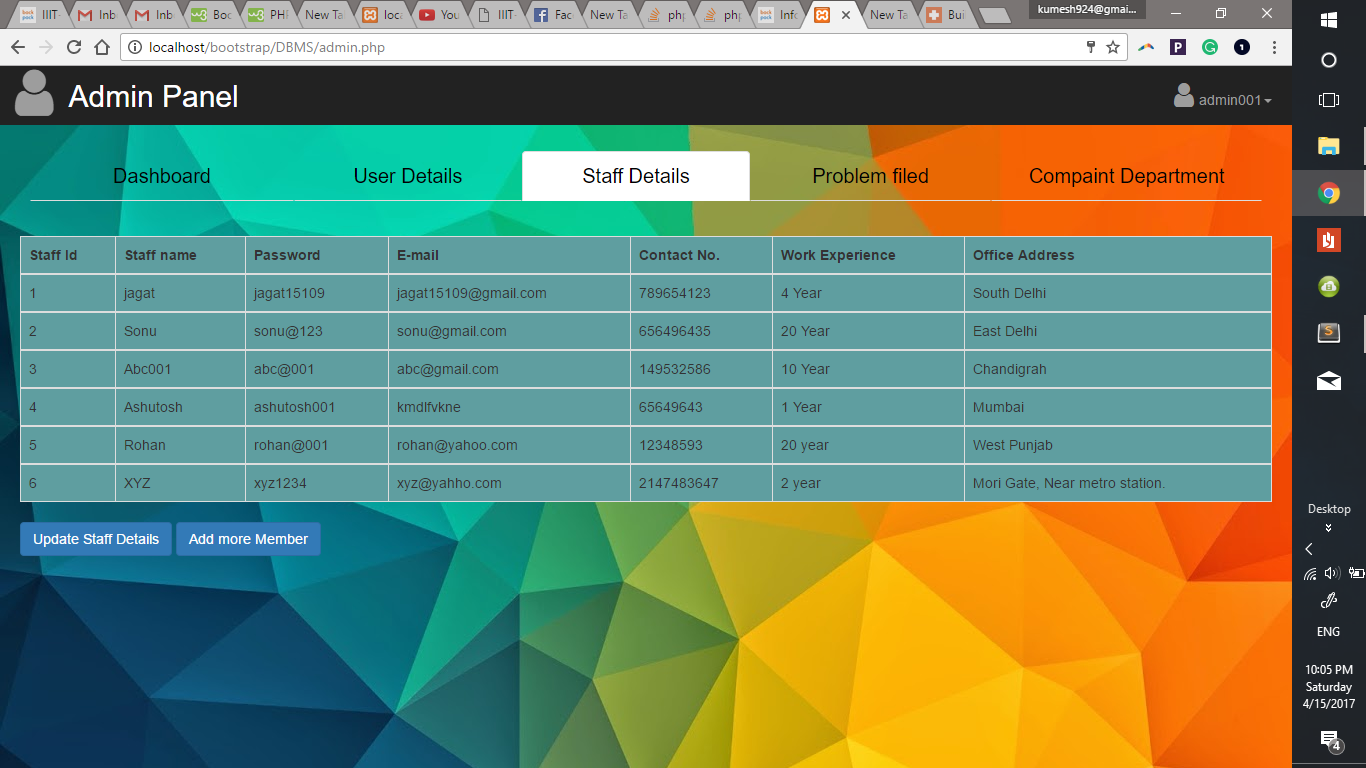 IIIT- Inb Inb Boo PHP New Ta loca You IIIT- Fac New Ta php php Info New Ta Bui kumesh924@gmai...
localhost/bootstrap/DBMS/admin.php
Admin Panel admin001
Dashboard User Details Staff Details Problem filed Compaint Department
Staff Id Staff name Password E-mail Contact No. Work Experience Office Address
1 jagat jagat15109 jagat15109@gmail.com 789654123 4 Year South Delhi
2 Sonu sonu@123 sonu@gmail.com 656496435 20 Year East Delhi
3 Abc001 abc@001 abc@gmail.com 149532586 10 Year Chandigrah
4 Ashutosh ashutosh001 kmdlfvkne 65649643 1 Year Mumbai
5 Rohan rohan@001 rohan@yahoo.com 12348593 20 year West Punjab
6 XYZ xyz1234 xyz@yahho.com 2147483647 2 year Mori Gate, Near metro station.
Update Staff Details Add more Member
Desktop
ENG
10:05 PM
Saturday
4/15/2017
4